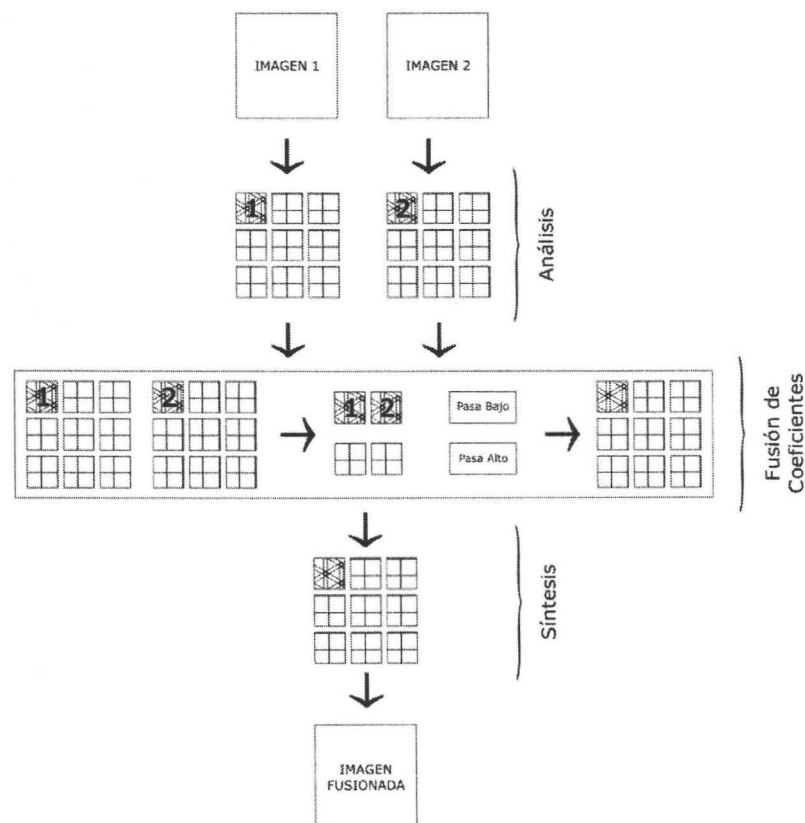 IMAGEN 1
IMAGEN 2
1
2
Análisis
1
2
1 2
Pasa Bajo
Pasa Alto
Fusión de
Coeficientes
Síntesis
IMAGEN
FUSIONADA